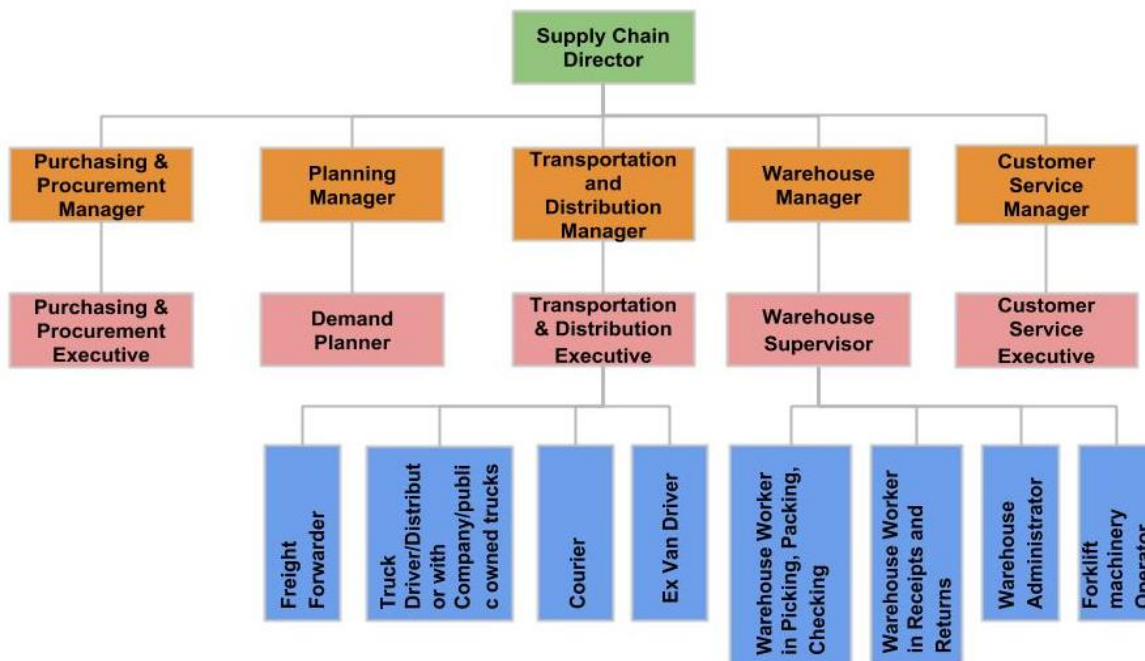 Supply Chain
Director
Purchasing &
Procurement
Manager
Planning
Manager
Transportation
and
Distribution
Manager
Warehouse
Manager
Customer
Service
Manager
Purchasing &
Procurement
Executive
Demand
Planner
Transportation
& Distribution
Executive
Warehouse
Supervisor
Customer
Service
Executive
Freight
Forwarder
Truck
Driver/Distribut
or with
Company/publi
c owned trucks
Courier
Ex Van Driver
Warehouse Worker
in Picking, Packing,
Checking
Warehouse Worker
in Receipts and
Returns
Warehouse
Administrator
Forklift
machinery
Operator